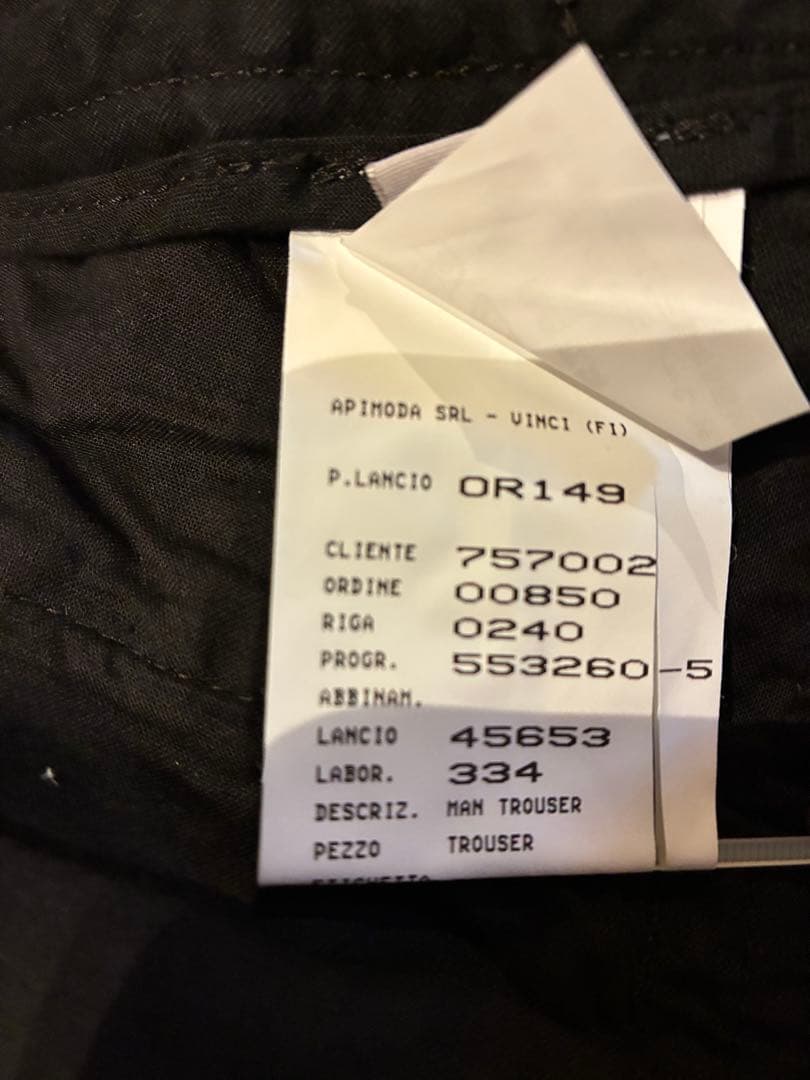 APIMODA SRL - VINCI (FI)
P.LANCIO OR149
CLIENTE 757002
ORDINE 00850
RIGA 0240
PROGR. 553260-5
ABBINAM.
LANCIO 45653
LABOR. 334
DESCRIZ. MAN TROUSER
PEZZO TROUSER